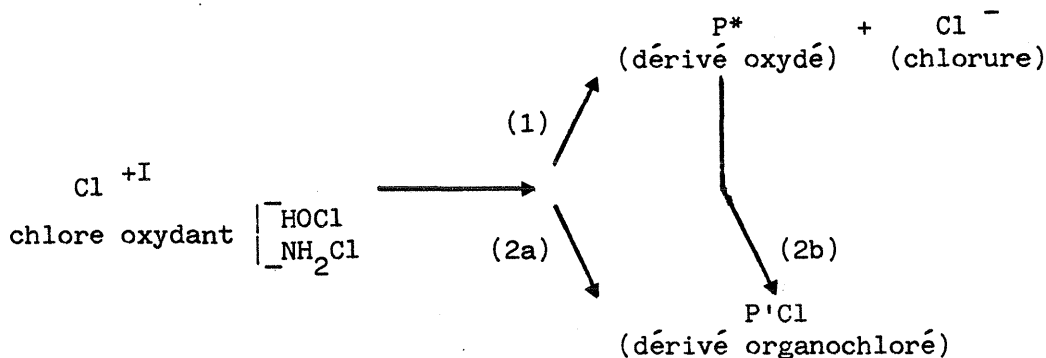 P* + Cl⁻
(dérivé oxydé) (chlorure)
(1)
Cl⁺ᴵ
chlore oxydant HOCl
NH₂Cl
(2a) (2b)
P'Cl
(dérivé organochloré)